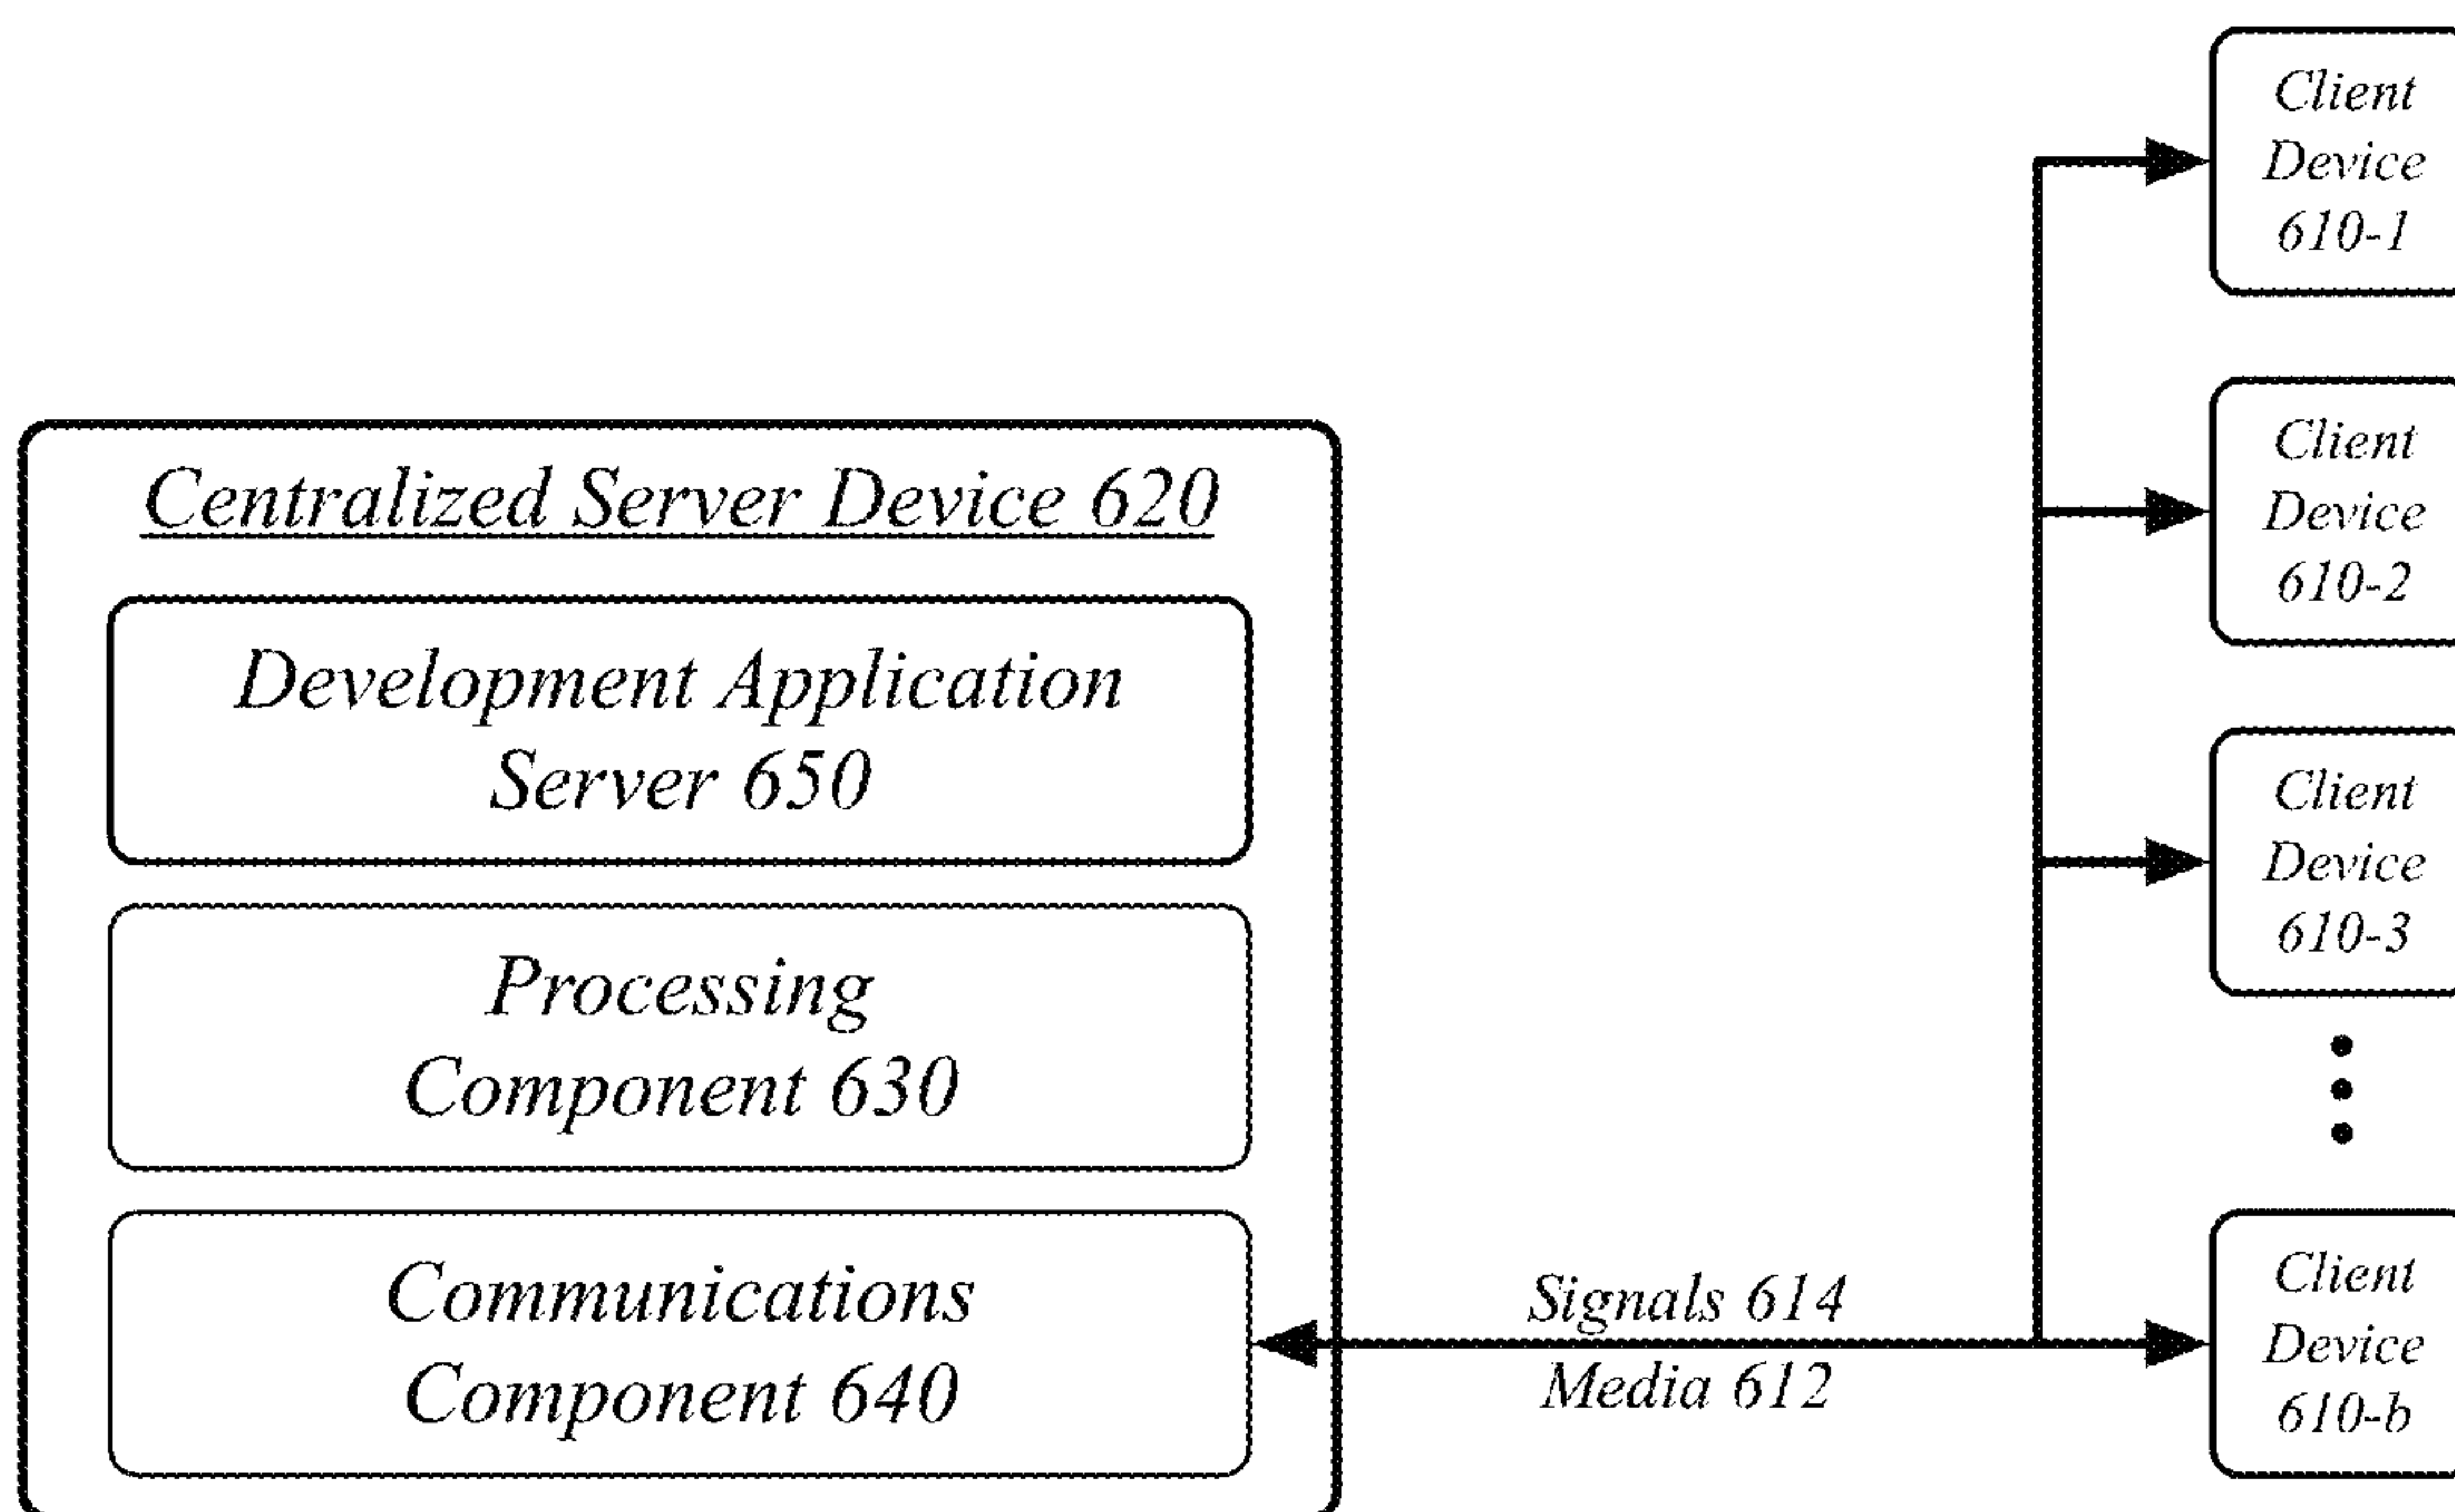 Centralized Server Device 620
Development Application
Server 650
Processing
Component 630
Communications
Component 640
Signals 614
Media 612
Client
Device
610-1
Client
Device
610-2
Client
Device
610-3
Client
Device
610-b